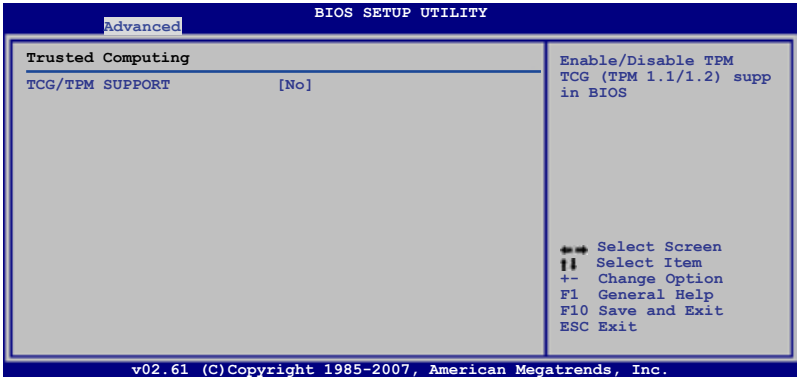 BIOS SETUP UTILITY
Advanced
Trusted Computing
TCG/TPM SUPPORT [No]
Enable/Disable TPM
TCG (TPM 1.1/1.2) supp
in BIOS
Select Screen
Select Item
+- Change Option
F1 General Help
F10 Save and Exit
ESC Exit
v02.61 (C)Copyright 1985-2007, American Megatrends, Inc.